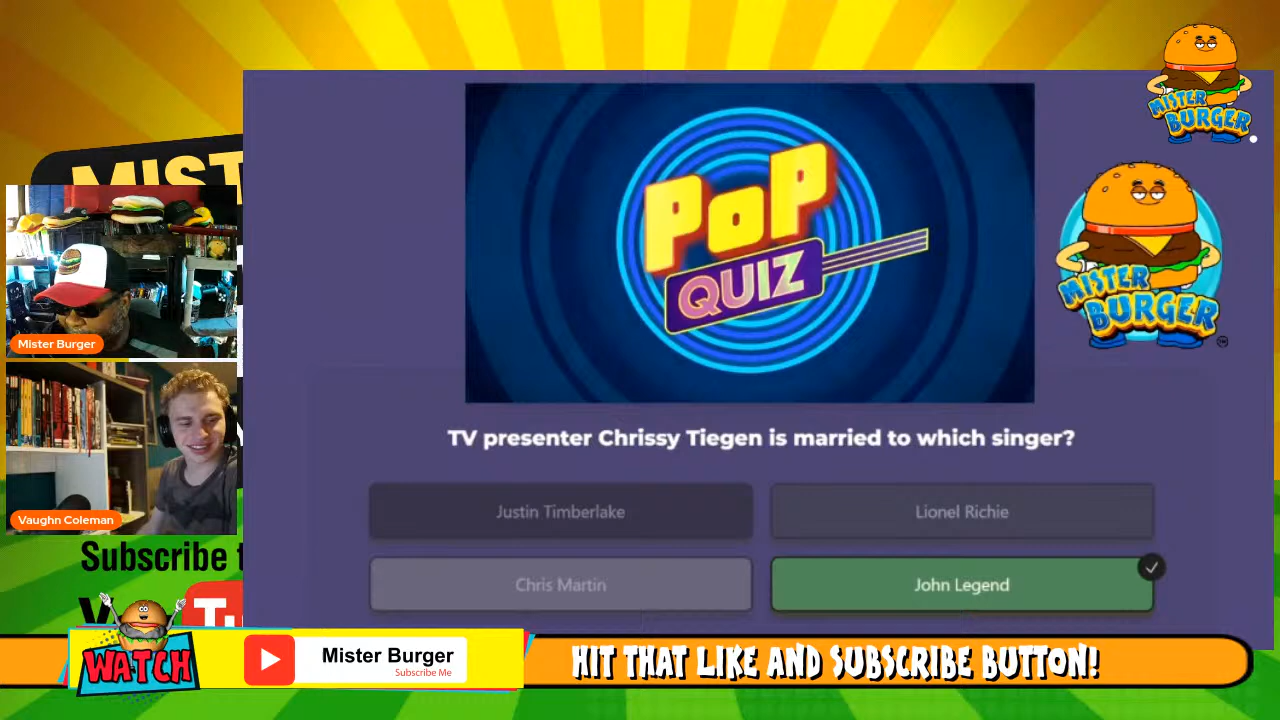 MISTER
BURGER
MIST
POP
QUIZ
MISTER
BURGER
TM
Mister Burger
TV presenter Chrissy Tiegen is married to which singer?
Justin Timberlake
Lionel Richie
Vaughn Coleman
Chris Martin
John Legend
Subscribe t
WATCH
Mister Burger
Subscribe Me
HIT THAT LIKE AND SUBSCRIBE BUTTON!